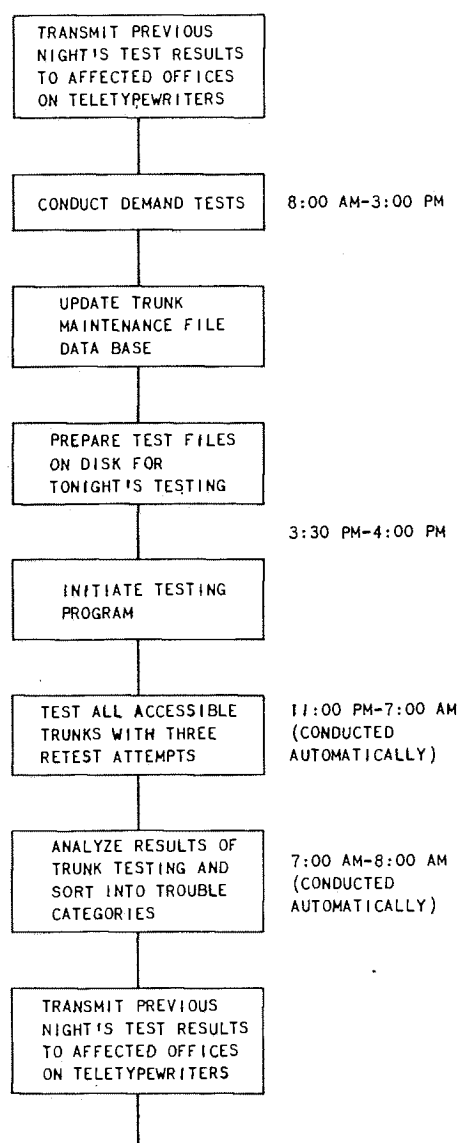 TRANSMIT PREVIOUS
NIGHT'S TEST RESULTS
TO AFFECTED OFFICES
ON TELETYPEWRITERS
CONDUCT DEMAND TESTS
8:00 AM-3:00 PM
UPDATE TRUNK
MAINTENANCE FILE
DATA BASE
PREPARE TEST FILES
ON DISK FOR
TONIGHT'S TESTING
3:30 PM-4:00 PM
INITIATE TESTING
PROGRAM
TEST ALL ACCESSIBLE
TRUNKS WITH THREE
RETEST ATTEMPTS
11:00 PM-7:00 AM
(CONDUCTED
AUTOMATICALLY)
ANALYZE RESULTS OF
TRUNK TESTING AND
SORT INTO TROUBLE
CATEGORIES
7:00 AM-8:00 AM
(CONDUCTED
AUTOMATICALLY)
TRANSMIT PREVIOUS
NIGHT'S TEST RESULTS
TO AFFECTED OFFICES
ON TELETYPEWRITERS